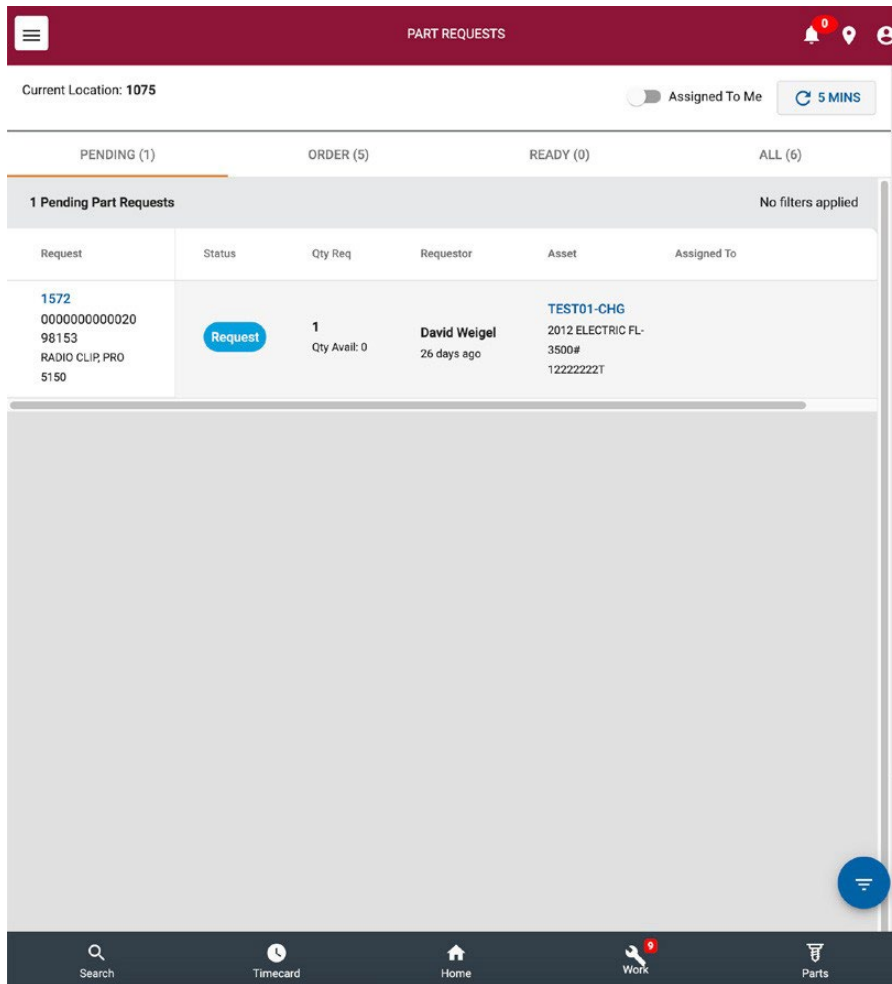 PART REQUESTS
0
Current Location: 1075
Assigned To Me
5 MINS
PENDING (1)
ORDER (5)
READY (0)
ALL (6)
1 Pending Part Requests
No filters applied
Request
Status
Qty Req
Requestor
Asset
Assigned To
1572
0000000000020
98153
RADIO CLIP, PRO
5150
Request
1
Qty Avail: 0
David Weigel
26 days ago
TEST01-CHG
2012 ELECTRIC FL-
3500#
12222222T
Search
Timecard
Home
9
Work
Parts